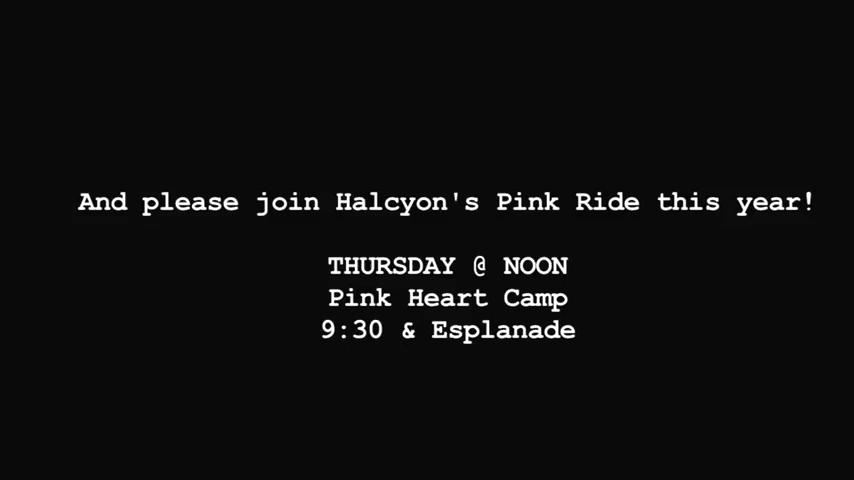 And please join Halcyon's Pink Ride this year!
THURSDAY @ NOON
Pink Heart Camp
9:30 & Esplanade